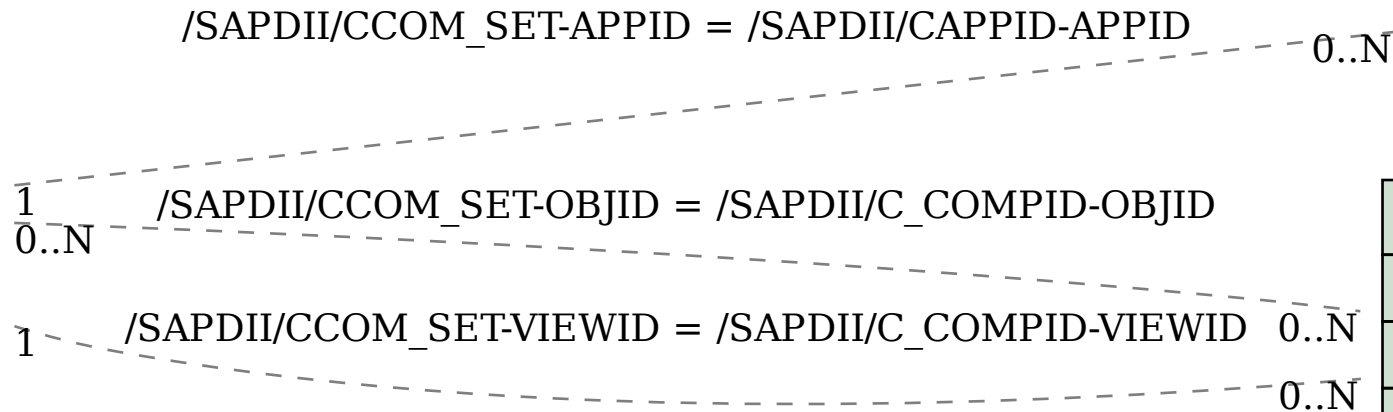 /SAPDII/CCOM_SET-APPID = /SAPDII/CAPPID-APPID
0..N
1
/SAPDII/CCOM_SET-OBJID = /SAPDII/C_COMPID-OBJID
0..N
/SAPDII/CCOM_SET-VIEWID = /SAPDII/C_COMPID-VIEWID
0..N
1
0..N